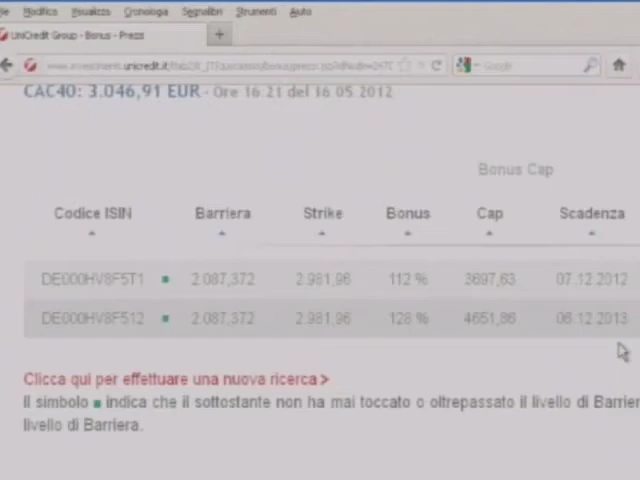 Modifica Visualizza Cronologia Segnalibri Strumenti Aiuto
UniCredit Group - Bonus - Prezzi
CAC40: 3.046,91 EUR - Ore 16 21 del 16 05 2012
Bonus Cap
Codice ISIN Barriera Strike Bonus Cap Scadenza
DE000HV8F5T1 2.087,372 2.981,96 112 % 3697,63 07.12.2012
DE000HV8F512 2.087,372 2.981,96 128 % 4651,86 06.12.2013
Clicca qui per effettuare una nuova ricerca >
Il simbolo ■ indica che il sottostante non ha mai toccato o oltrepassato il livello di Barrier
livello di Barriera.